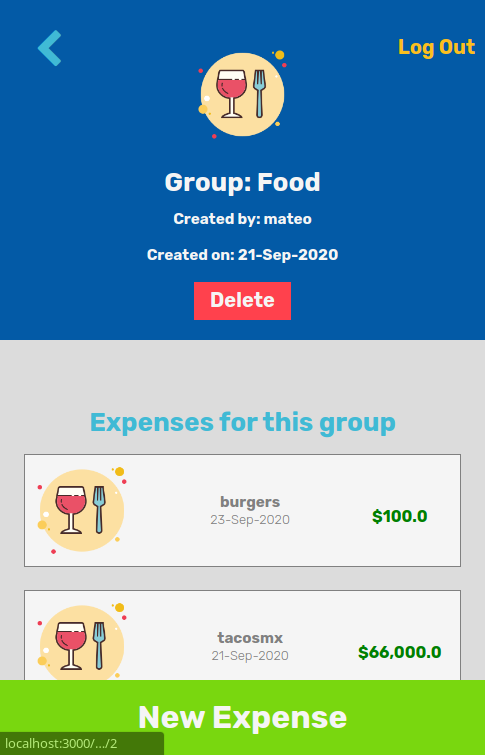 Log Out
Group: Food
Created by: mateo
Created on: 21-Sep-2020
Delete
Expenses for this group
burgers
23-Sep-2020
$100.0
tacosmx
21-Sep-2020
$66,000.0
New Expense
localhost:3000/.../2